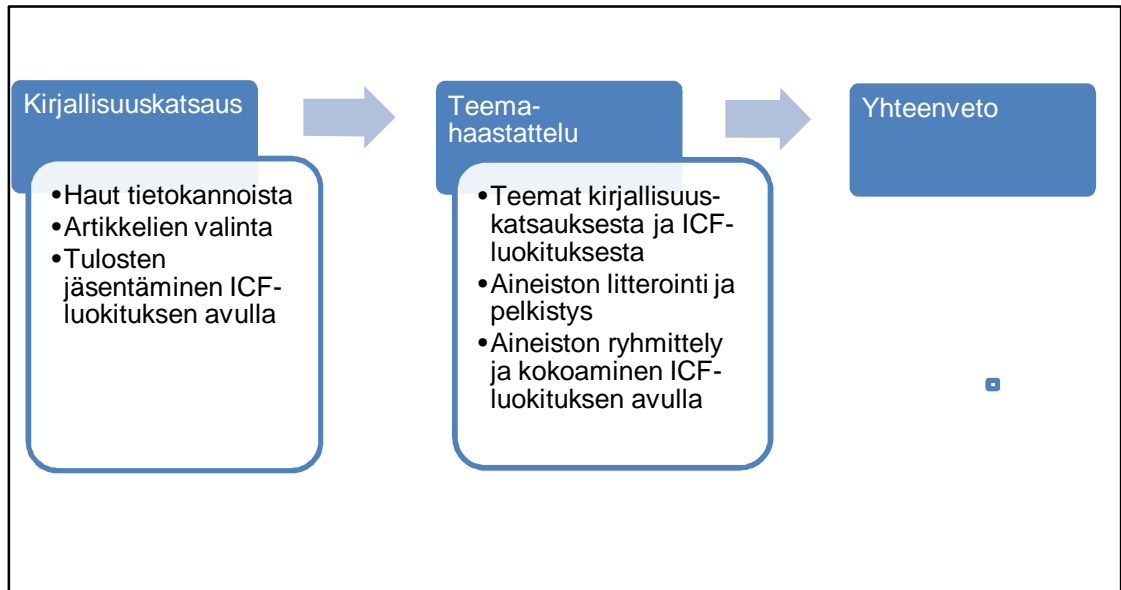 Kirjallisuuskatsaus
•Haut tietokannoista
•Artikkelien valinta
•Tulosten
jäsentäminen ICF-
luokituksen avulla
Teema-
haastattelu
•Teemat kirjallisuus-
katsauksesta ja ICF-
luokituksesta
•Aineiston litterointi ja
pelkistys
•Aineiston ryhmittely
ja kokoaminen ICF-
luokituksen avulla
Yhteenveto